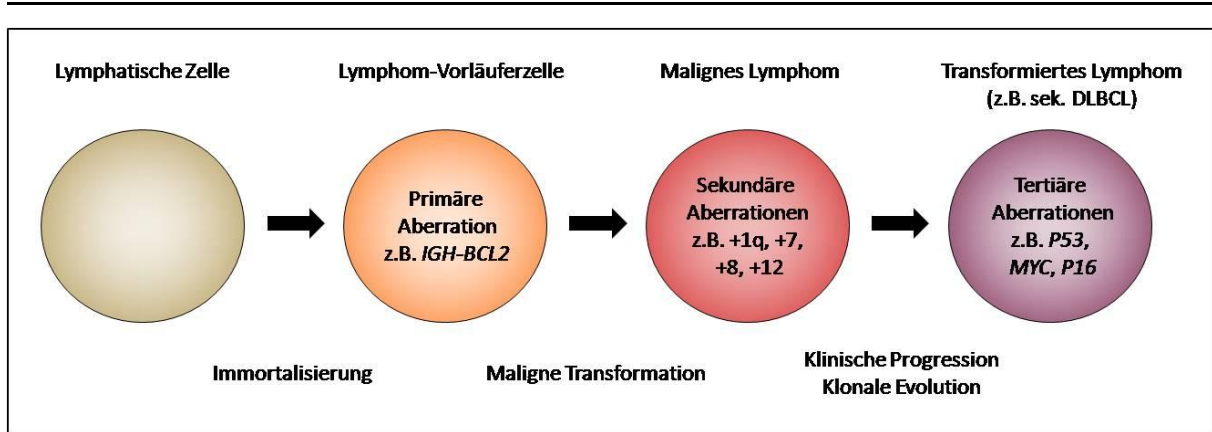 Lymphatische Zelle
Lymphom-Vorläuferzelle
Malignes Lymphom
Transformiertes Lymphom
(z.B. sek. DLBCL)
Primäre
Aberration
z.B. IGH-BCL2
Sekundäre
Aberrationen
z.B. +1q, +7,
+8, +12
Tertiäre
Aberrationen
z.B. P53,
MYC, P16
Immortalisierung
Maligne Transformation
Klinische Progression
Klonale Evolution